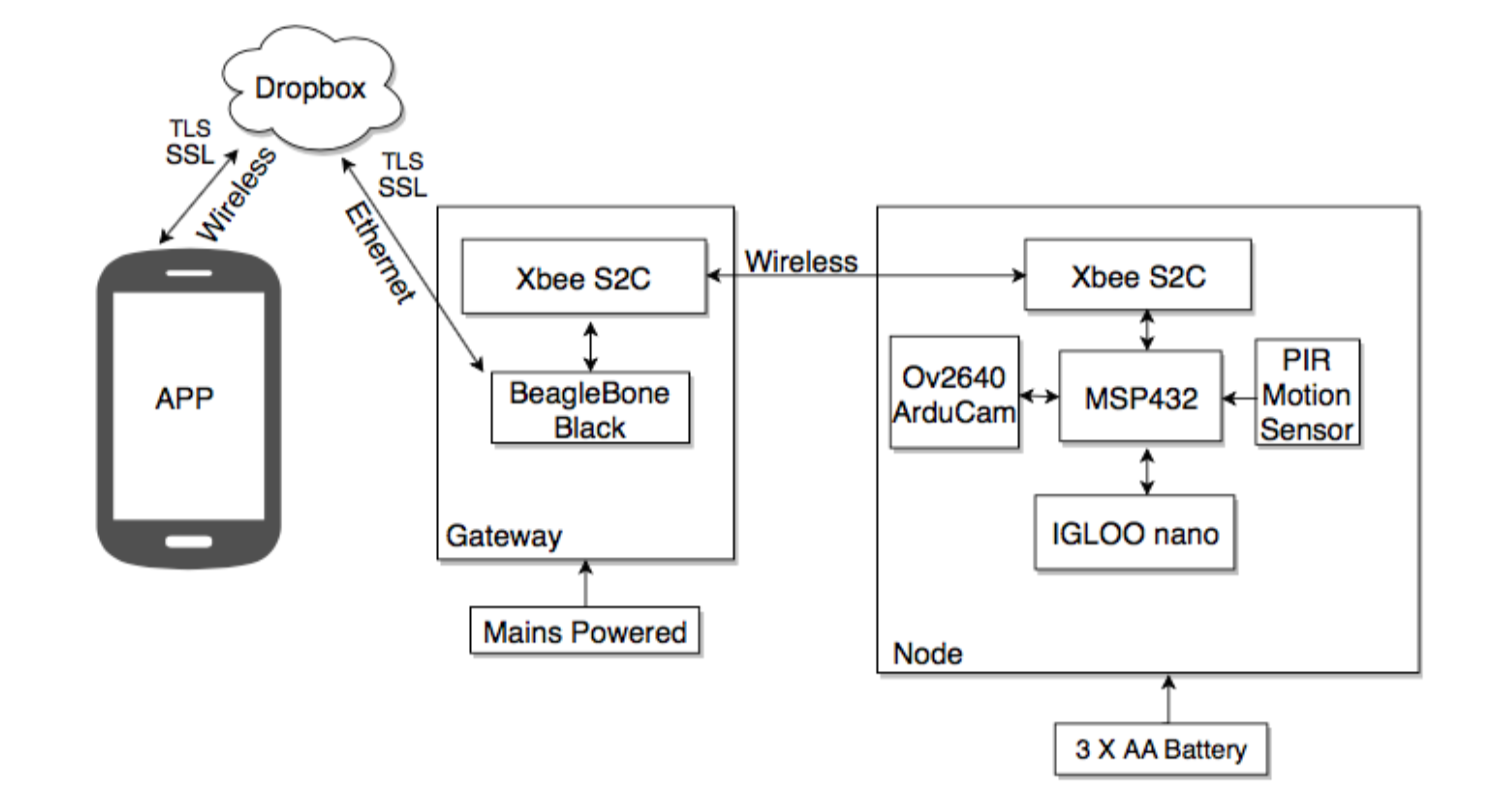 Dropbox
TLS
SSL
Wireless
TLS
SSL
Ethernet
APP
Xbee S2C
BeagleBone
Black
Gateway
Mains Powered
Wireless
Xbee S2C
Ov2640
ArduCam
MSP432
PIR
Motion
Sensor
IGLOO nano
Node
3 X AA Battery